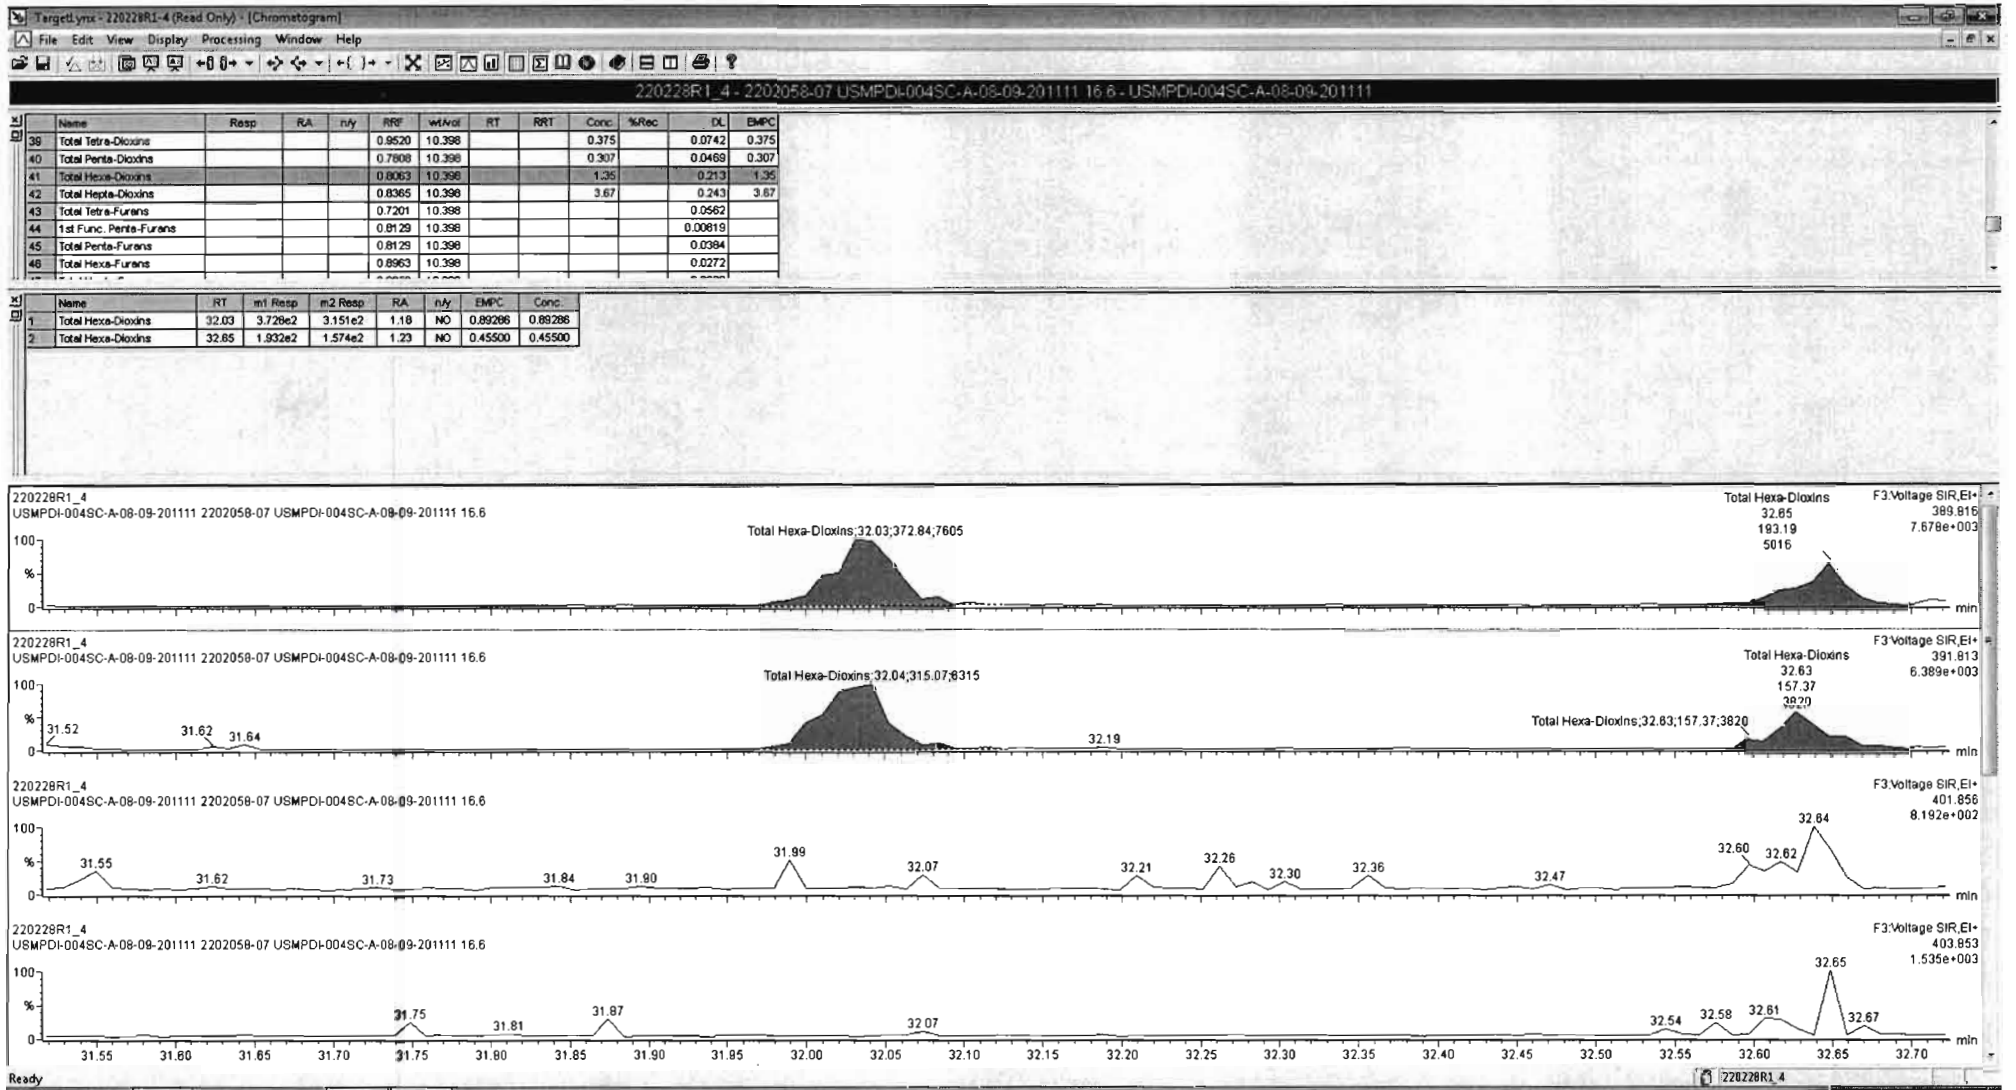 TargetLynx - 220228R1-4 (Read Only) - [Chromatogram]
File Edit View Display Processing Window Help
220228R1_4 - 2202058-07 USMPDI-004SC-A-08-09-201111 16.6 - USMPDI-004SC-A-08-09-201111
Name Resp RA n/y RRF wt/vol RT RRT Conc. %Rec DL EMPC
39 Total Tetra-Dioxins 0.9520 10.398 0.375 0.0742 0.375
40 Total Penta-Dioxins 0.7808 10.398 0.307 0.0469 0.307
41 Total Hexa-Dioxins 0.8063 10.398 1.35 0.213 1.35
42 Total Hepta-Dioxins 0.8365 10.398 3.67 0.243 3.67
43 Total Tetra-Furans 0.7201 10.398 0.0562
44 1st Func. Penta-Furans 0.8129 10.398 0.00819
45 Total Penta-Furans 0.8129 10.398 0.0384
46 Total Hexa-Furans 0.8963 10.398 0.0272
Name RT m1 Resp m2 Resp RA n/y EMPC Conc.
1 Total Hexa-Dioxins 32.03 3.728e2 3.151e2 1.18 NO 0.89286 0.89286
2 Total Hexa-Dioxins 32.65 1.932e2 1.574e2 1.23 NO 0.45500 0.45500
220228R1_4
USMPDI-004SC-A-08-09-201111 2202058-07 USMPDI-004SC-A-08-09-201111 16.6
Total Hexa-Dioxins;32.03;372.84;7605
Total Hexa-Dioxins
32.65
193.19
5016
F3:Voltage SIR,EI+
389.816
7.678e+003
100
%
0
min
220228R1_4
USMPDI-004SC-A-08-09-201111 2202058-07 USMPDI-004SC-A-08-09-201111 16.6
Total Hexa-Dioxins;32.04;315.07;6315
Total Hexa-Dioxins
32.63
157.37
3820
Total Hexa-Dioxins;32.63;157.37;3820
F3:Voltage SIR,EI+
391.813
6.389e+003
100
%
0
31.52 31.62 31.64 32.19
min
220228R1_4
USMPDI-004SC-A-08-09-201111 2202058-07 USMPDI-004SC-A-08-09-201111 16.6
F3:Voltage SIR,EI+
401.856
8.192e+002
100
%
0
31.55 31.62 31.73 31.84 31.90 31.99 32.07 32.21 32.26 32.30 32.36 32.47 32.60 32.62 32.64
min
220228R1_4
USMPDI-004SC-A-08-09-201111 2202058-07 USMPDI-004SC-A-08-09-201111 16.6
F3:Voltage SIR,EI+
403.853
1.535e+003
100
%
0
31.75 31.81 31.87 32.07 32.54 32.58 32.61 32.65 32.67
min
31.55 31.60 31.65 31.70 31.75 31.80 31.85 31.90 31.95 32.00 32.05 32.10 32.15 32.20 32.25 32.30 32.35 32.40 32.45 32.50 32.55 32.60 32.65 32.70
Ready
220228R1_4